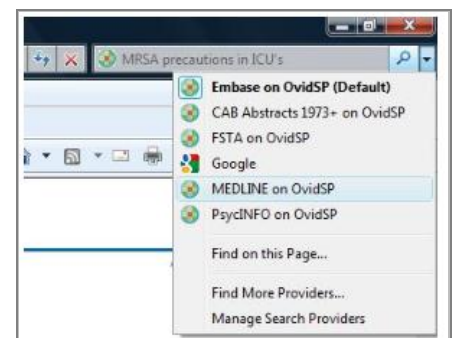 MRSA precautions in ICU's
Embase on OvidSP (Default)
CAB Abstracts 1973+ on OvidSP
FSTA on OvidSP
Google
MEDLINE on OvidSP
PsycINFO on OvidSP
Find on this Page...
Find More Providers...
Manage Search Providers